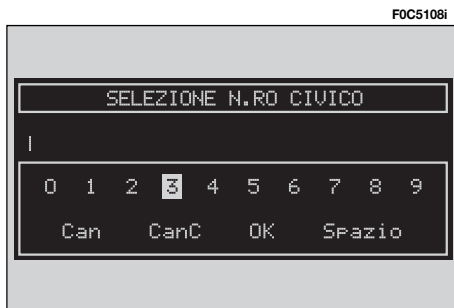 F0C5108i
SELEZIONE N.RO CIVICO
0 1 2 3 4 5 6 7 8 9
Can CanC OK Spazio